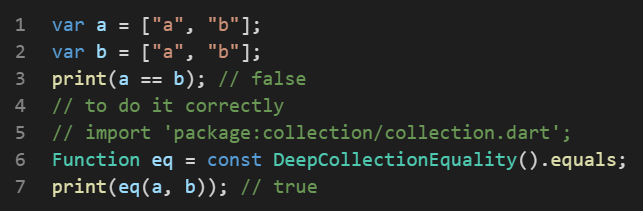 1 var a = ["a", "b"];
2 var b = ["a", "b"];
3 print(a == b); // false
4 // to do it correctly
5 // import 'package:collection/collection.dart';
6 Function eq = const DeepCollectionEquality().equals;
7 print(eq(a, b)); // true